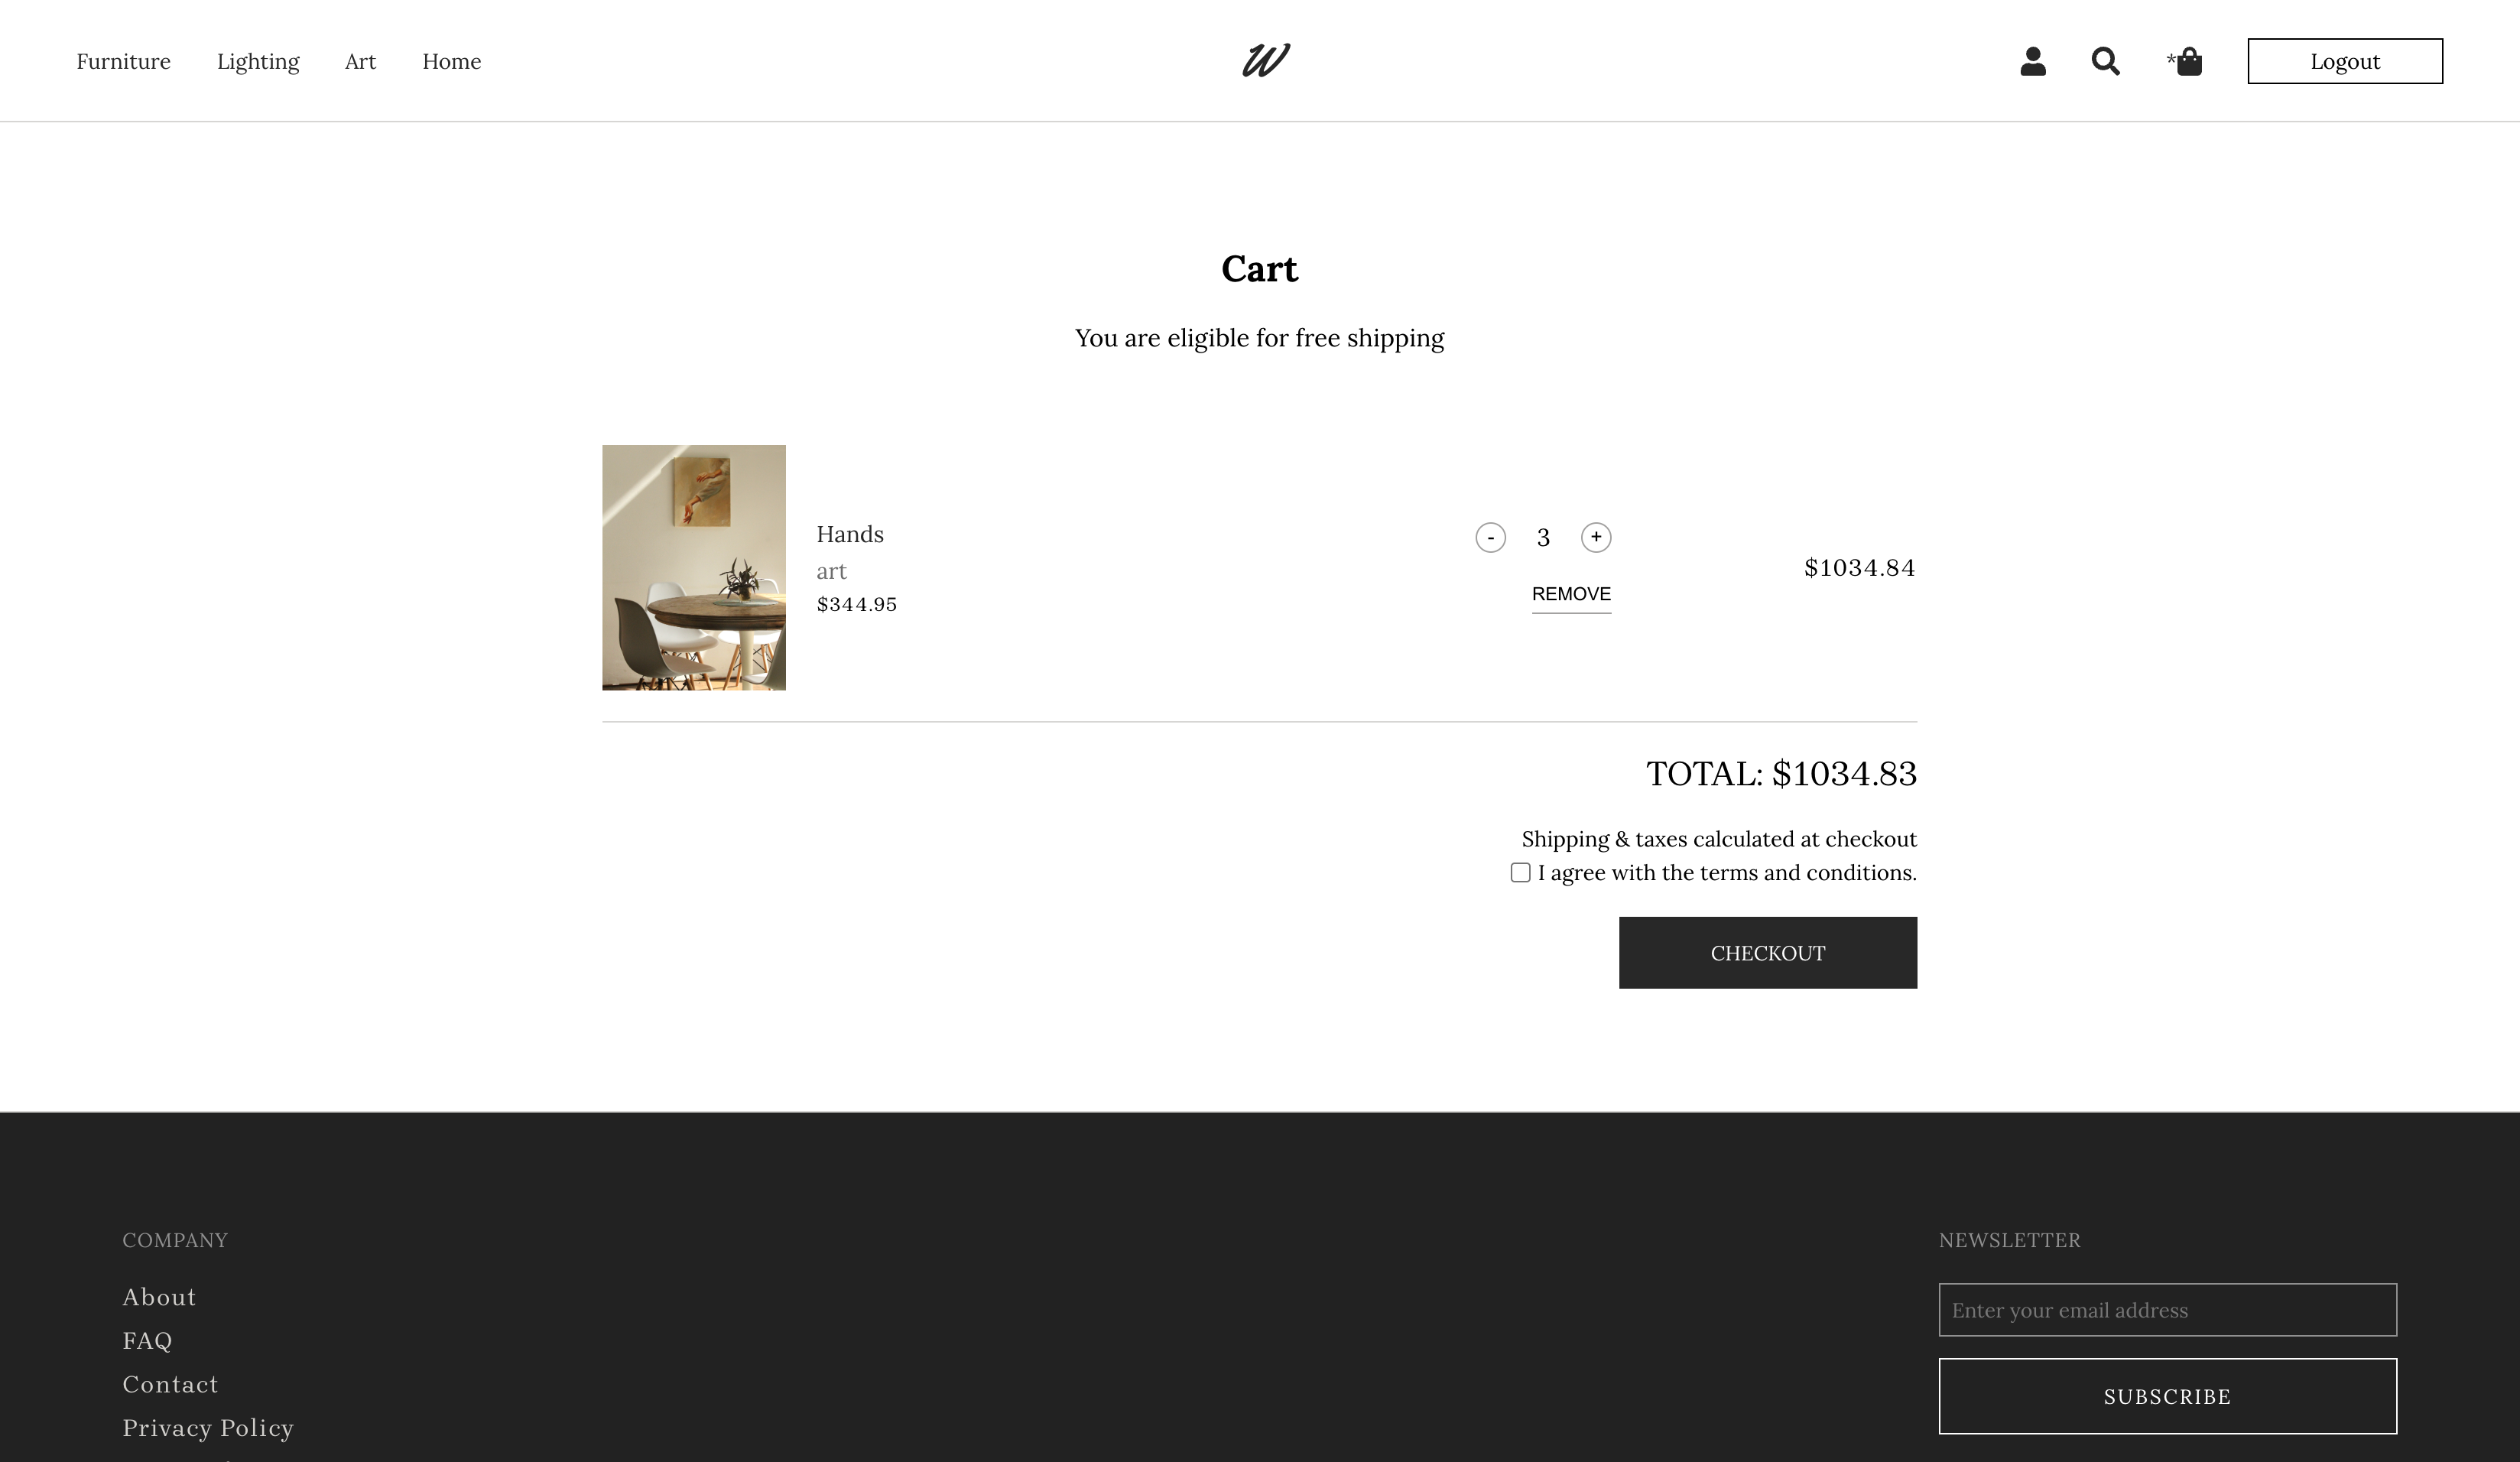 Furniture Lighting Art Home W * Logout
Cart
You are eligible for free shipping
Hands
art
$344.95
- 3 +
REMOVE
$1034.84
TOTAL: $1034.83
Shipping & taxes calculated at checkout
I agree with the terms and conditions.
CHECKOUT
COMPANY
About
FAQ
Contact
Privacy Policy
NEWSLETTER
Enter your email address
SUBSCRIBE